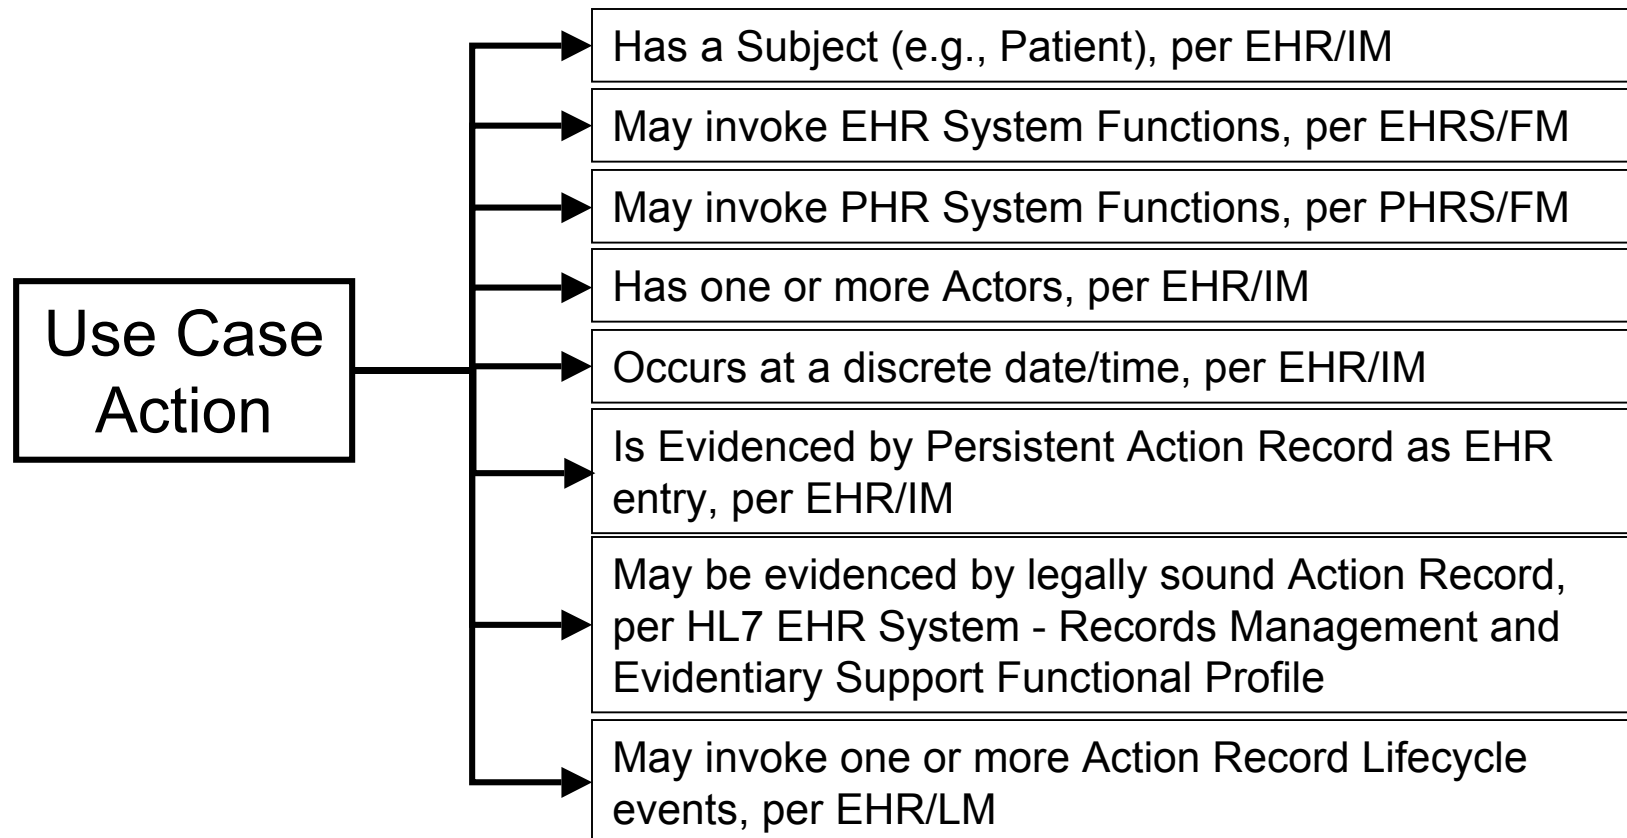 Use Case
Action
Has a Subject (e.g., Patient), per EHR/IM
May invoke EHR System Functions, per EHRS/FM
May invoke PHR System Functions, per PHRS/FM
Has one or more Actors, per EHR/IM
Occurs at a discrete date/time, per EHR/IM
Is Evidenced by Persistent Action Record as EHR
entry, per EHR/IM
May be evidenced by legally sound Action Record,
per HL7 EHR System - Records Management and
Evidentiary Support Functional Profile
May invoke one or more Action Record Lifecycle
events, per EHR/LM